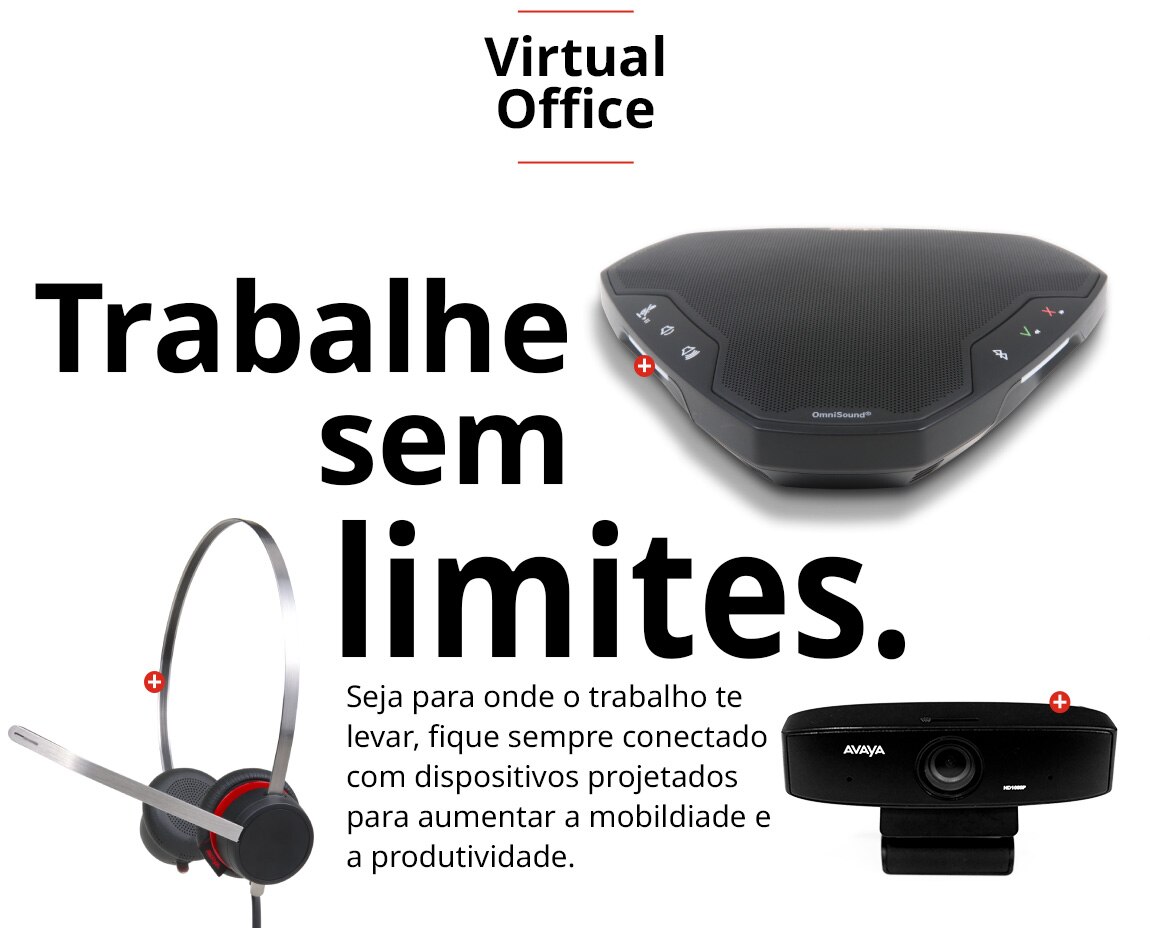 Virtual
Office
Trabalhe
sem
limites.
OmniSound®
Seja para onde o trabalho te
levar, fique sempre conectado
com dispositivos projetados
para aumentar a mobildiade e
a produtividade.
AVAYA
HD1080P